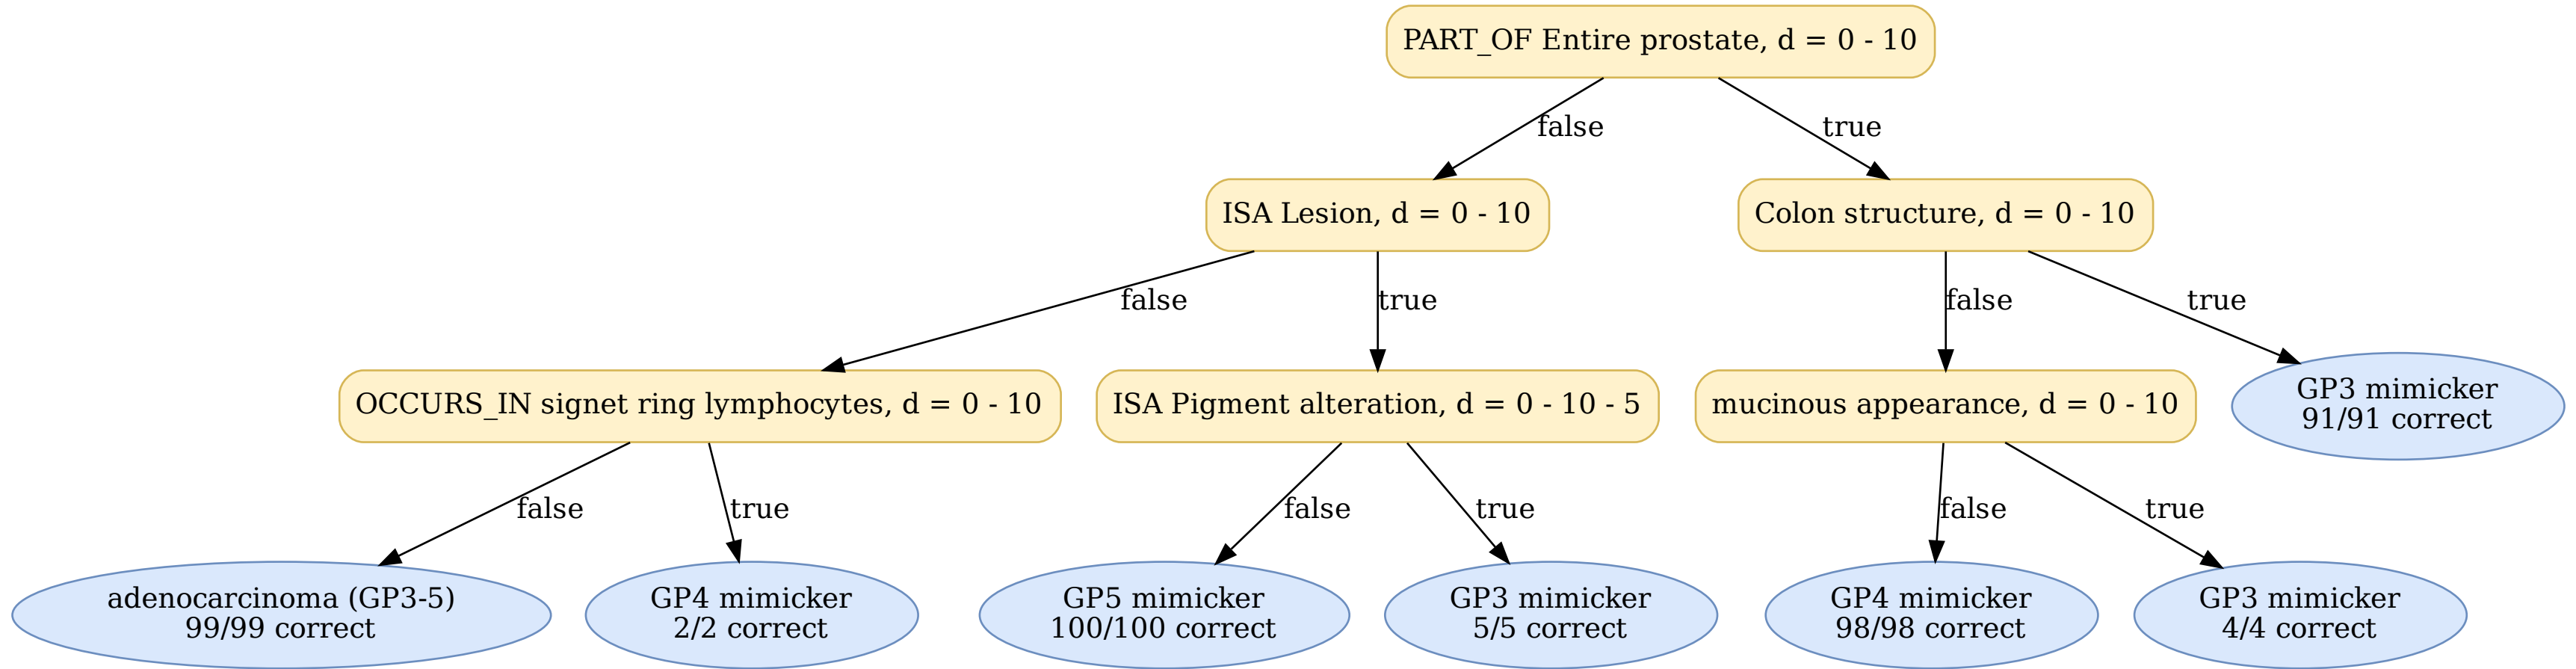 PART_OF Entire prostate, d = 0 - 10
false
true
ISA Lesion, d = 0 - 10
Colon structure, d = 0 - 10
false
true
false
true
OCCURS_IN signet ring lymphocytes, d = 0 - 10
ISA Pigment alteration, d = 0 - 10 - 5
mucinous appearance, d = 0 - 10
GP3 mimicker
91/91 correct
false
true
false
true
false
true
adenocarcinoma (GP3-5)
99/99 correct
GP4 mimicker
2/2 correct
GP5 mimicker
100/100 correct
GP3 mimicker
5/5 correct
GP4 mimicker
98/98 correct
GP3 mimicker
4/4 correct